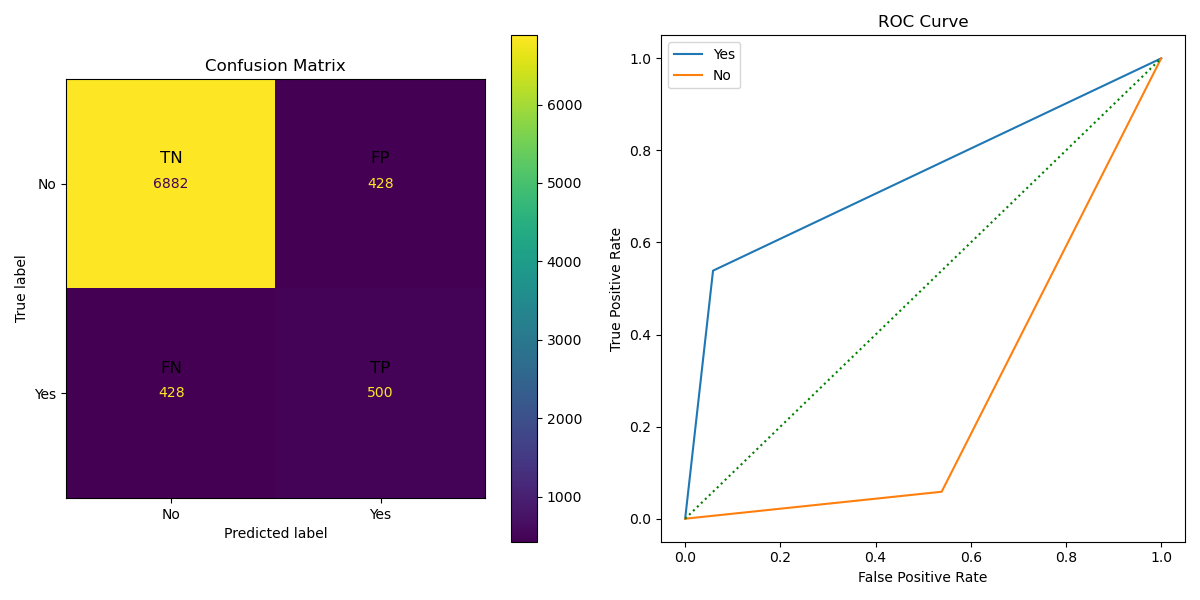 Confusion Matrix
TN
FP
No
6882
428
True label
FN
TP
Yes
428
500
No
Yes
Predicted label
6000
5000
4000
3000
2000
1000
ROC Curve
Yes
No
1.0
0.8
0.6
0.4
0.2
0.0
True Positive Rate
0.0 0.2 0.4 0.6 0.8 1.0
False Positive Rate